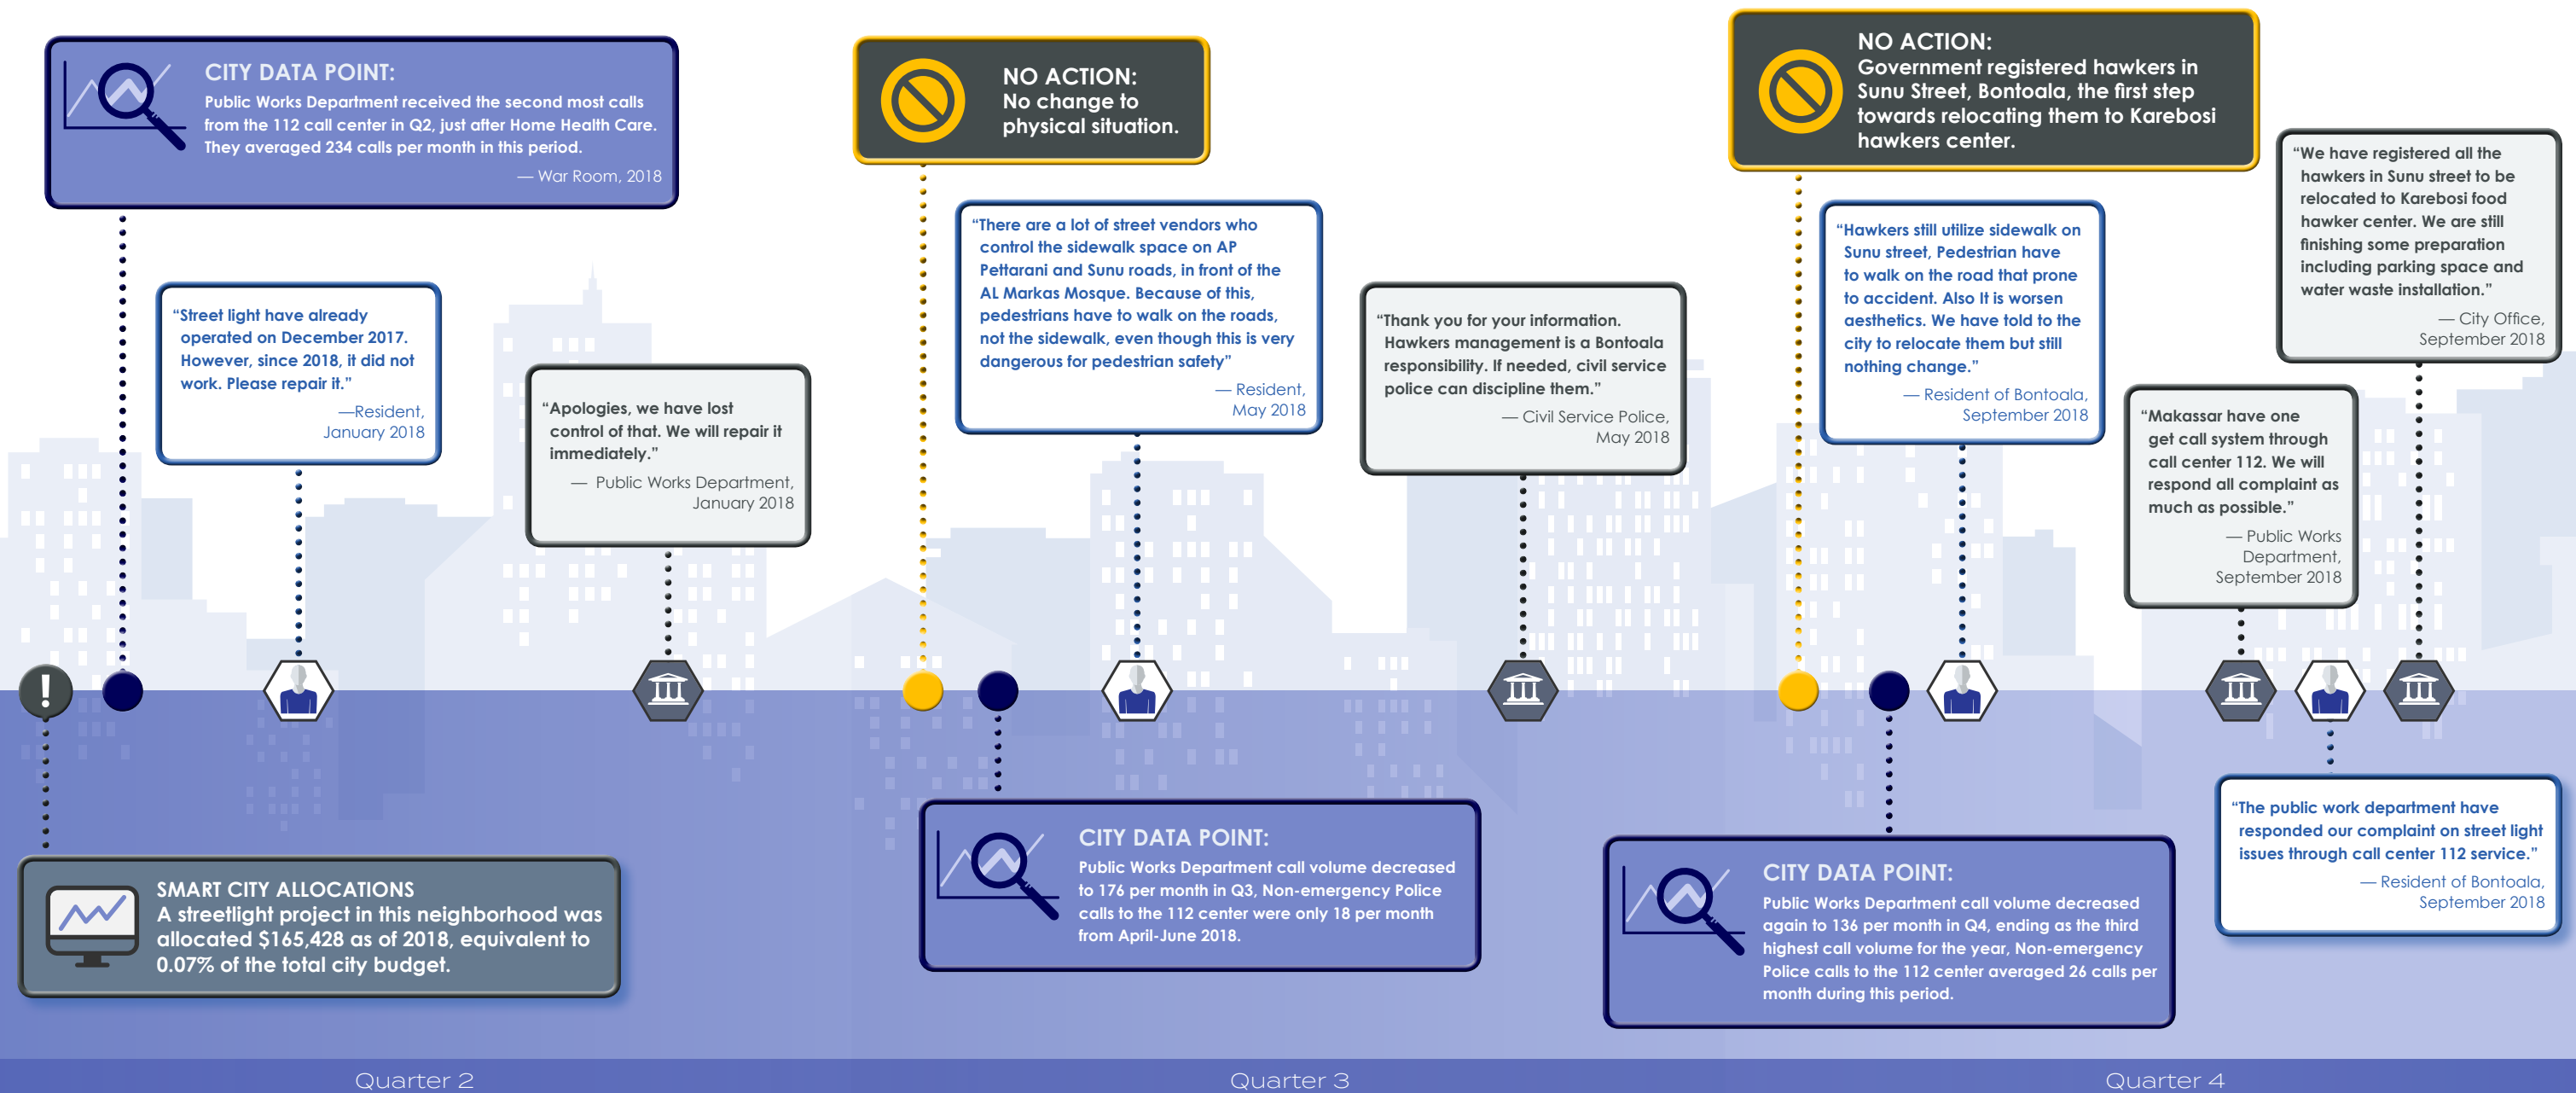 CITY DATA POINT:
Public Works Department received the second most calls
from the 112 call center in Q2, just after Home Health Care.
They averaged 234 calls per month in this period.
— War Room, 2018
“Street light have already
operated on December 2017.
However, since 2018, it did not
work. Please repair it.”
—Resident,
January 2018
“Apologies, we have lost
control of that. We will repair it
immediately.”
— Public Works Department,
January 2018
!
SMART CITY ALLOCATIONS
A streetlight project in this neighborhood was
allocated $165,428 as of 2018, equivalent to
0.07% of the total city budget.
Quarter 2
NO ACTION:
No change to
physical situation.
“There are a lot of street vendors who
control the sidewalk space on AP
Pettarani and Sunu roads, in front of the
AL Markas Mosque. Because of this,
pedestrians have to walk on the roads,
not the sidewalk, even though this is very
dangerous for pedestrian safety”
— Resident,
May 2018
“Thank you for your information.
Hawkers management is a Bontoala
responsibility. If needed, civil service
police can discipline them.”
— Civil Service Police,
May 2018
CITY DATA POINT:
Public Works Department call volume decreased
to 176 per month in Q3, Non-emergency Police
calls to the 112 center were only 18 per month
from April-June 2018.
Quarter 3
NO ACTION:
Government registered hawkers in
Sunu Street, Bontoala, the first step
towards relocating them to Karebosi
hawkers center.
“Hawkers still utilize sidewalk on
Sunu street, Pedestrian have
to walk on the road that prone
to accident. Also It is worsen
aesthetics. We have told to the
city to relocate them but still
nothing change.”
— Resident of Bontoala,
September 2018
“Makassar have one
get call system through
call center 112. We will
respond all complaint as
much as possible.”
— Public Works
Department,
September 2018
“We have registered all the
hawkers in Sunu street to be
relocated to Karebosi food
hawker center. We are still
finishing some preparation
including parking space and
water waste installation.”
— City Office,
September 2018
CITY DATA POINT:
Public Works Department call volume decreased
again to 136 per month in Q4, ending as the third
highest call volume for the year, Non-emergency
Police calls to the 112 center averaged 26 calls per
month during this period.
“The public work department have
responded our complaint on street light
issues through call center 112 service.”
— Resident of Bontoala,
September 2018
Quarter 4